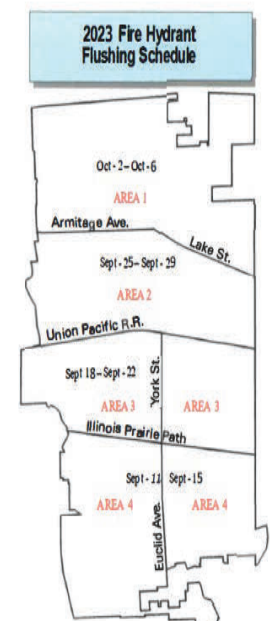 2023 Fire Hydrant
Flushing Schedule
Oct - 2 – Oct - 6
AREA 1
Armitage Ave.
Lake St.
Sept - 25 – Sept - 29
AREA 2
Union Pacific R.R.
York St.
Sept 18 – Sept - 22
AREA 3
AREA 3
Illinois Prairie Path
Sept - 11
Sept - 15
AREA 4
AREA 4
Euclid Ave.